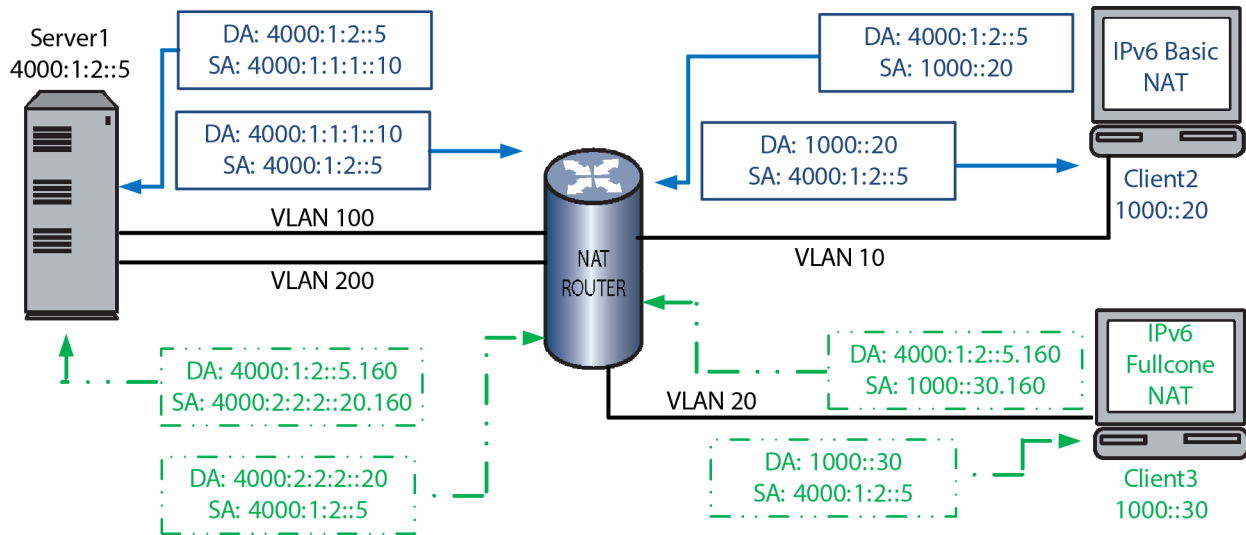 Server1
4000:1:2::5
DA: 4000:1:2::5
SA: 4000:1:1:1::10
DA: 4000:1:1:1::10
SA: 4000:1:2::5
DA: 4000:1:2::5
SA: 1000::20
DA: 1000::20
SA: 4000:1:2::5
IPv6 Basic
NAT
Client2
1000::20
VLAN 100
VLAN 200
NAT
ROUTER
VLAN 10
DA: 4000:1:2::5.160
SA: 4000:2:2:2::20.160
DA: 4000:2:2:2::20
SA: 4000:1:2::5
DA: 4000:1:2::5.160
SA: 1000::30.160
VLAN 20
DA: 1000::30
SA: 4000:1:2::5
IPv6
Fullcone
NAT
Client3
1000::30